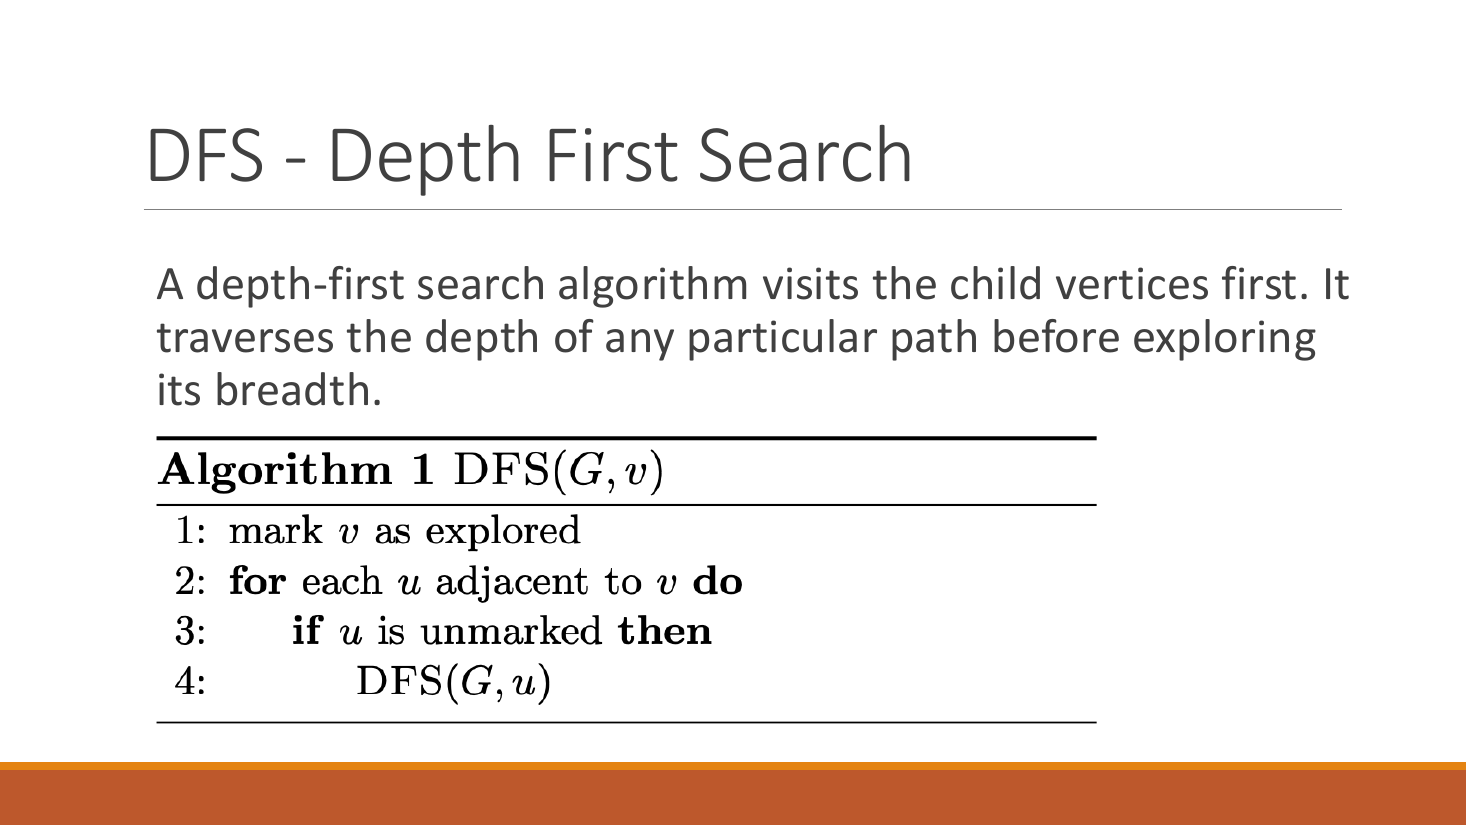 DFS - Depth First Search
A depth-first search algorithm visits the child vertices first. It
traverses the depth of any particular path before exploring
its breadth.
Algorithm 1 DFS(G, v)
1: mark v as explored
2: for each u adjacent to v do
3: if u is unmarked then
4: DFS(G, u)